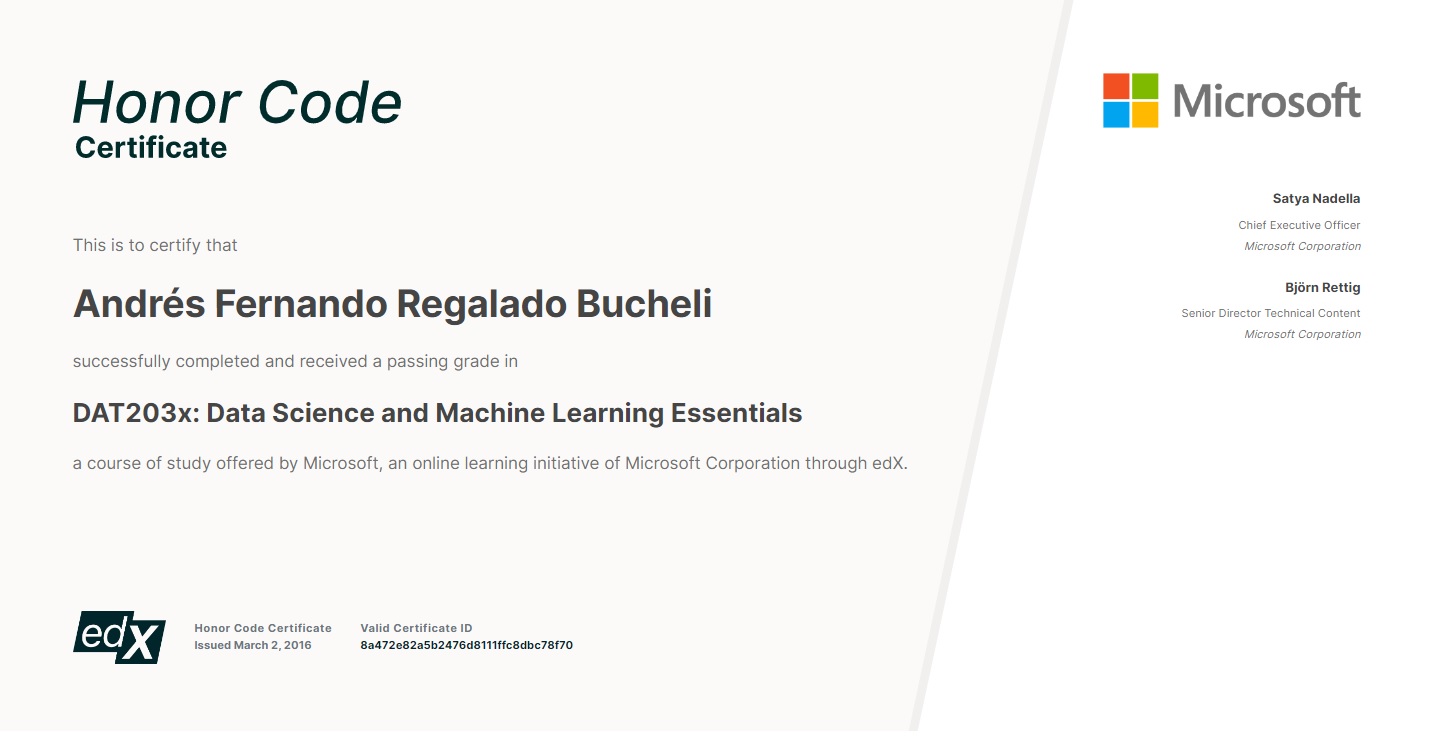 Honor Code
Certificate
This is to certify that
Andrés Fernando Regalado Bucheli
successfully completed and received a passing grade in
DAT203x: Data Science and Machine Learning Essentials
a course of study offered by Microsoft, an online learning initiative of Microsoft Corporation through edX.
edX
Honor Code Certificate
Issued March 2, 2016
Valid Certificate ID
8a472e82a5b2476d8111ffc8dbc78f70
Microsoft
Satya Nadella
Chief Executive Officer
Microsoft Corporation
Björn Rettig
Senior Director Technical Content
Microsoft Corporation